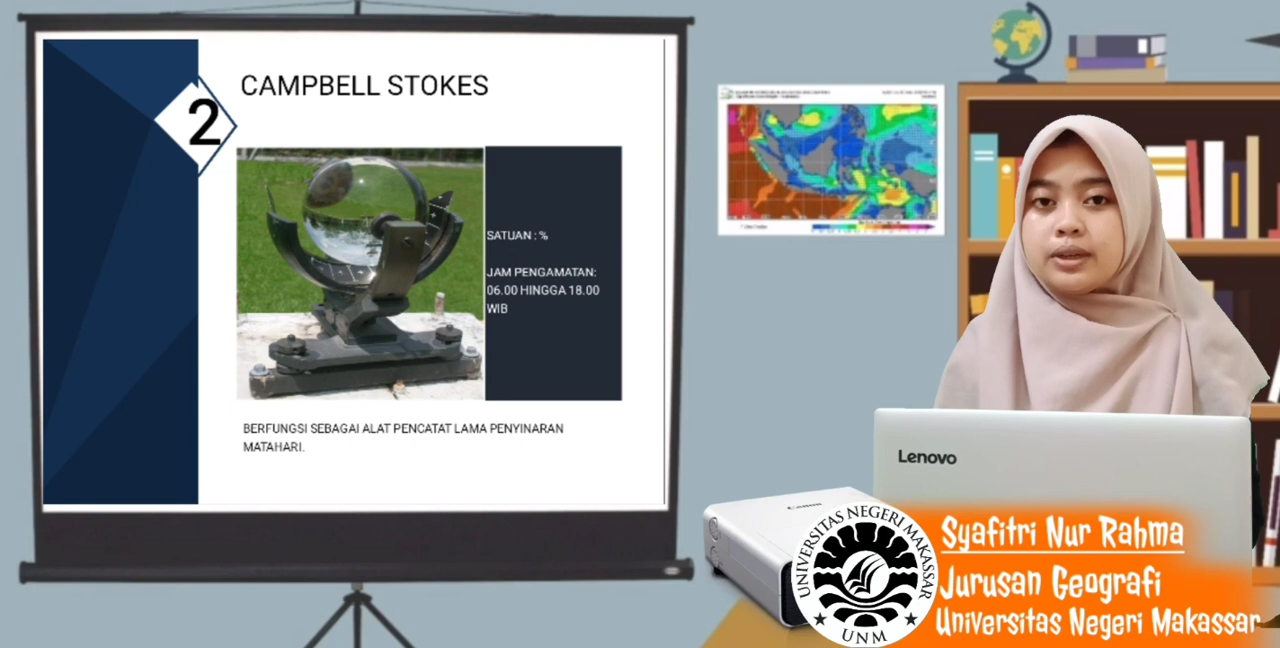 CAMPBELL STOKES
2
SATUAN : %
JAM PENGAMATAN:
06.00 HINGGA 18.00
WIB
BERFUNGSI SEBAGAI ALAT PENCATAT LAMA PENYINARAN
MATAHARI.
Lenovo
Canon
UNIVERSITAS NEGERI MAKASSAR
UNM
Syafitri Nur Rahma
Jurusan Geografi
Universitas Negeri Makassar